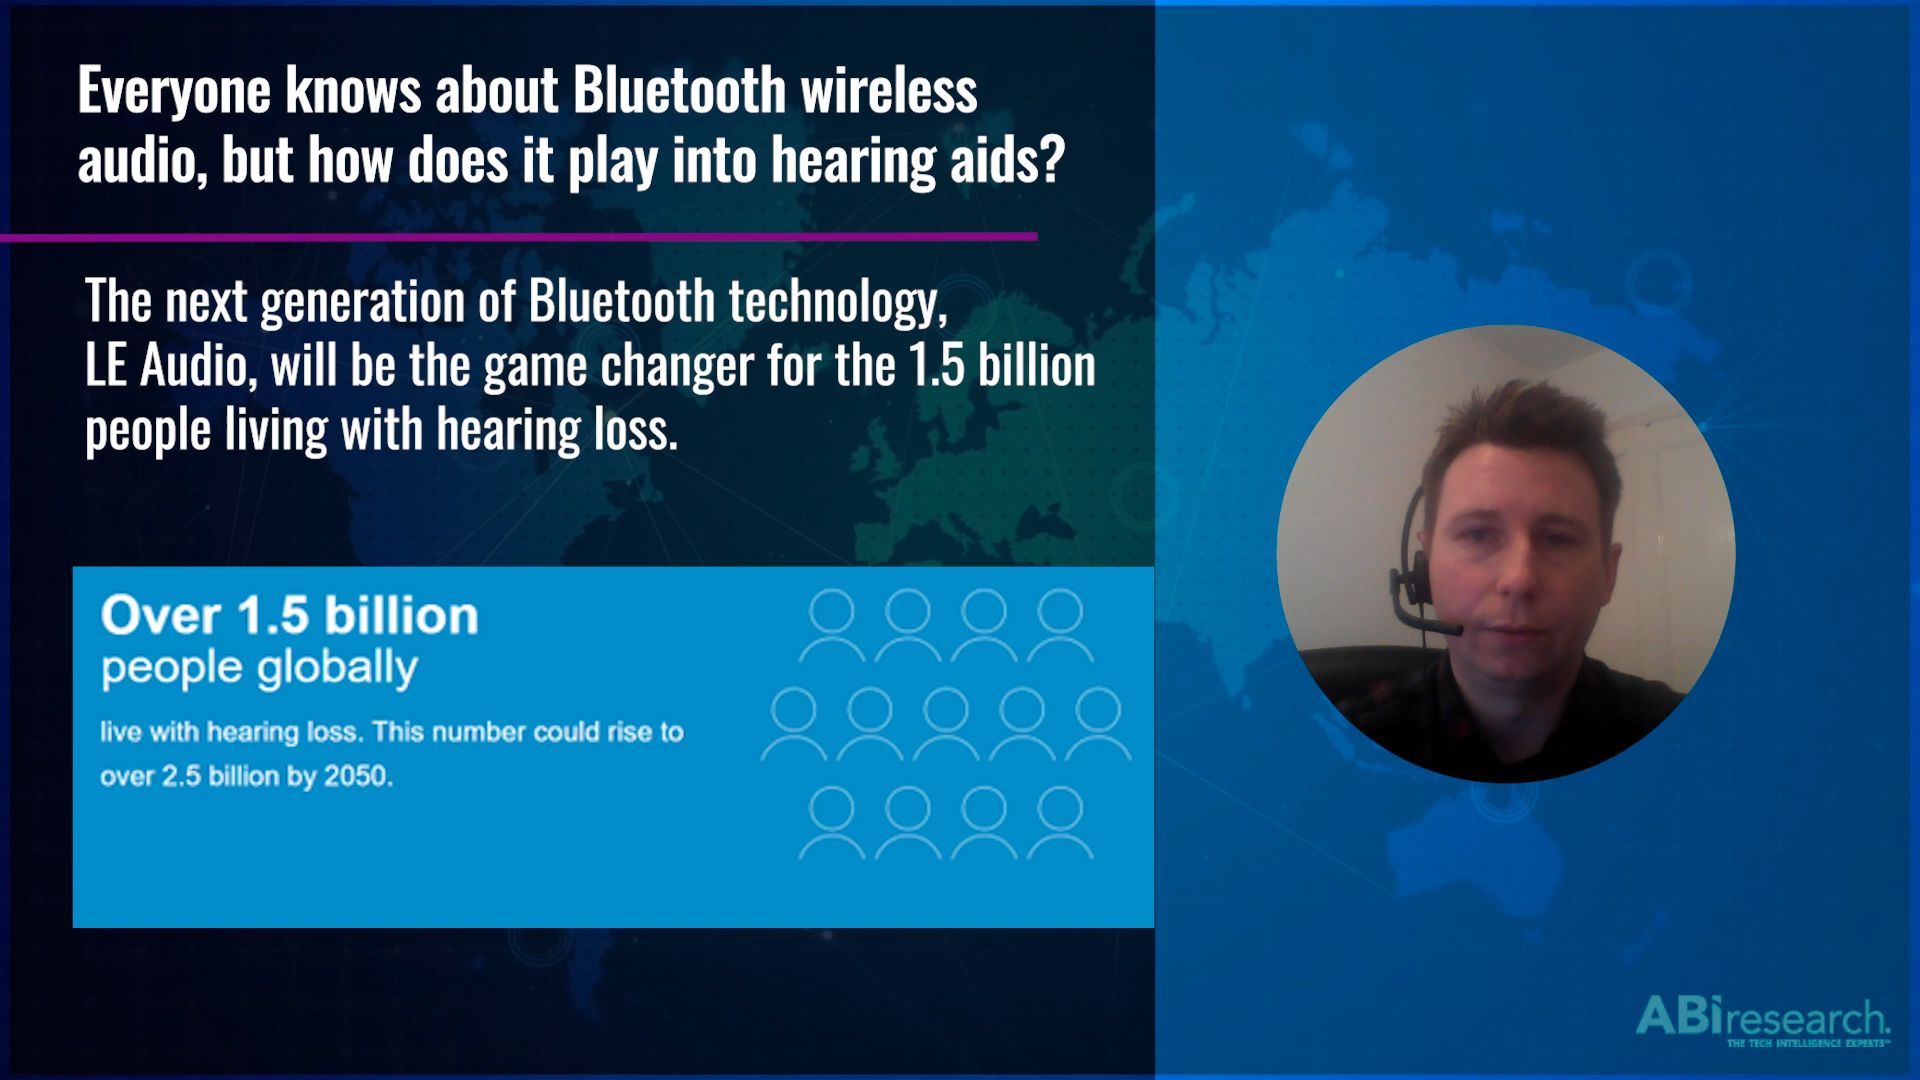 Everyone knows about Bluetooth wireless
audio, but how does it play into hearing aids?
The next generation of Bluetooth technology,
LE Audio, will be the game changer for the 1.5 billion
people living with hearing loss.
Over 1.5 billion
people globally
live with hearing loss. This number could rise to
over 2.5 billion by 2050.
ABIresearch.
THE TECH INTELLIGENCE EXPERTS™